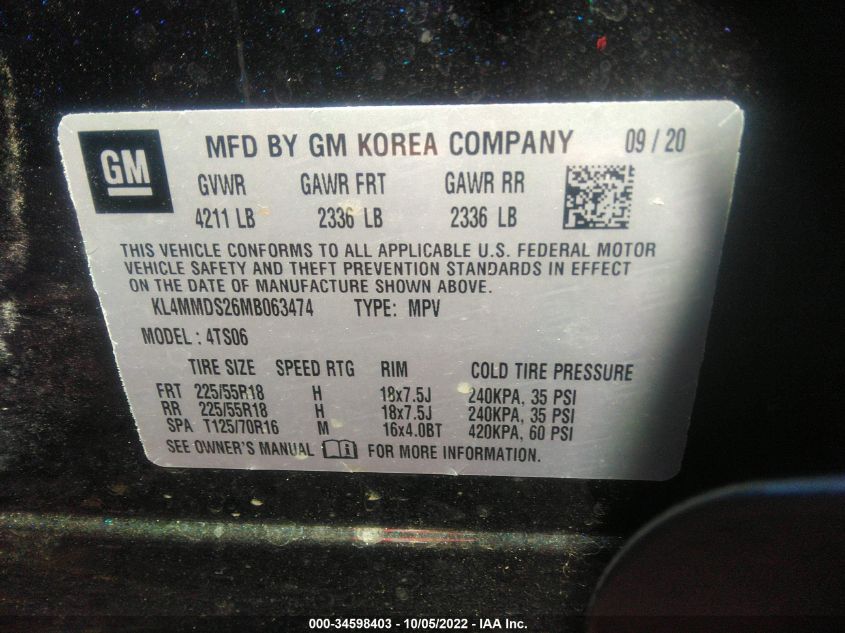 GM
MFD BY GM KOREA COMPANY 09/20
GVWR GAWR FRT GAWR RR
4211 LB 2336 LB 2336 LB
THIS VEHICLE CONFORMS TO ALL APPLICABLE U.S. FEDERAL MOTOR
VEHICLE SAFETY AND THEFT PREVENTION STANDARDS IN EFFECT
ON THE DATE OF MANUFACTURE SHOWN ABOVE.
KL4MMDS26MB063474 TYPE: MPV
MODEL : 4TS06
TIRE SIZE SPEED RTG RIM COLD TIRE PRESSURE
FRT 225/55R18 H 18x7.5J 240KPA, 35 PSI
RR 225/55R18 H 18x7.5J 240KPA, 35 PSI
SPA T125/70R16 M 16x4.0BT 420KPA, 60 PSI
SEE OWNER'S MANUAL FOR MORE INFORMATION.
000-34598403 - 10/05/2022 - IAA Inc.